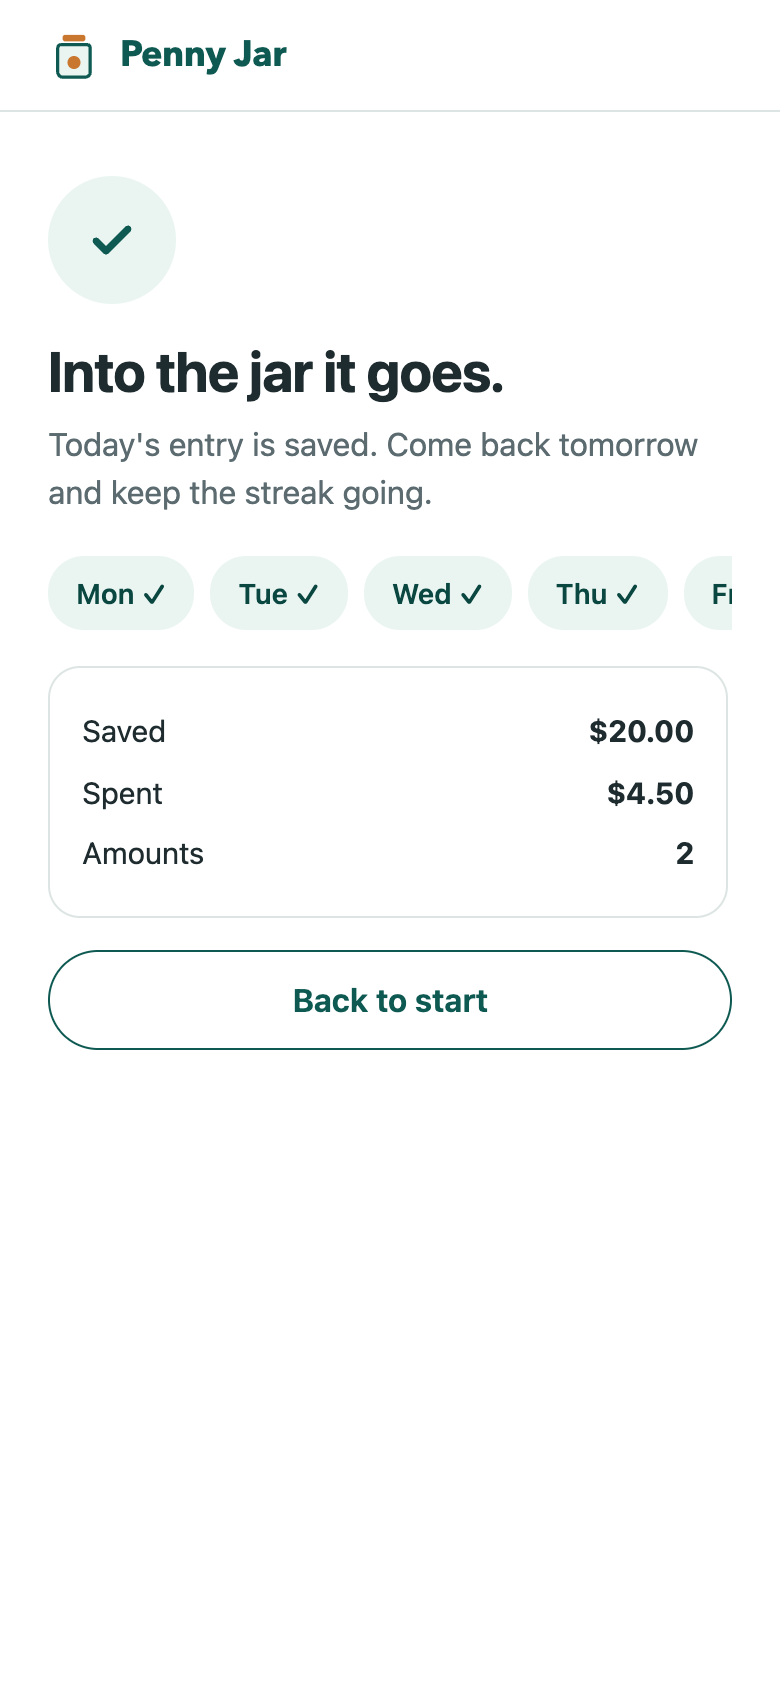 Penny Jar
Into the jar it goes.
Today's entry is saved. Come back tomorrow
and keep the streak going.
Mon ✓ Tue ✓ Wed ✓ Thu ✓
Saved $20.00
Spent $4.50
Amounts 2
Back to start